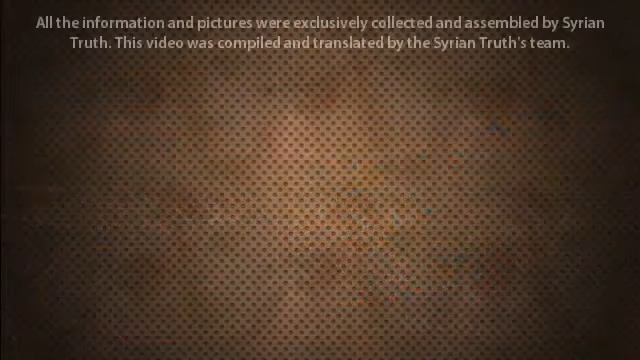 All the information and pictures were exclusively collected and assembled by Syrian
Truth. This video was compiled and translated by the Syrian Truth's team.